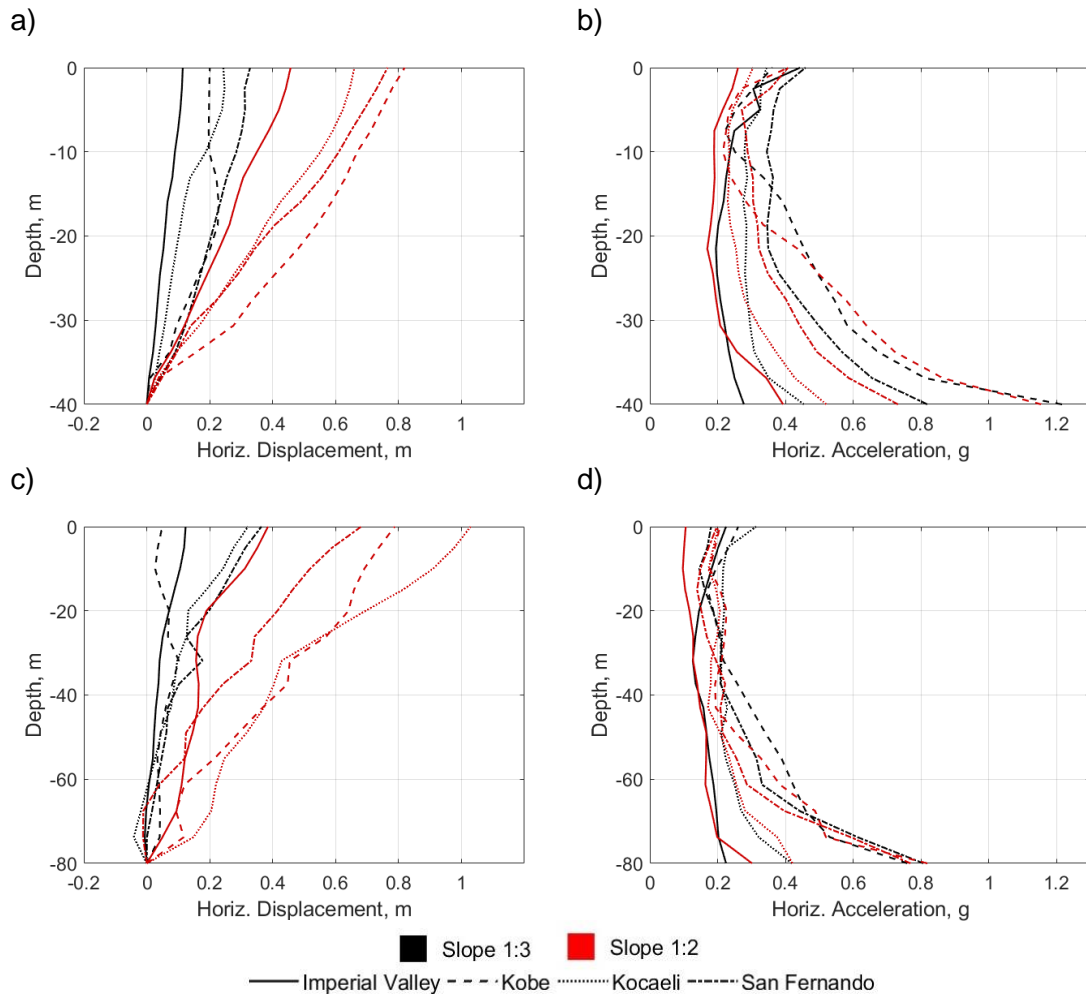 a)
b)
0
-10
-20
-30
-40
Depth, m
-0.2 0 0.2 0.4 0.6 0.8 1
Horiz. Displacement, m
0
-10
-20
-30
-40
Depth, m
0 0.2 0.4 0.6 0.8 1 1.2
Horiz. Acceleration, g
c)
d)
0
-20
-40
-60
-80
Depth, m
-0.2 0 0.2 0.4 0.6 0.8 1
Horiz. Displacement, m
0
-20
-40
-60
-80
Depth, m
0 0.2 0.4 0.6 0.8 1 1.2
Horiz. Acceleration, g
Slope 1:3 Slope 1:2
Imperial Valley Kobe Kocaeli San Fernando